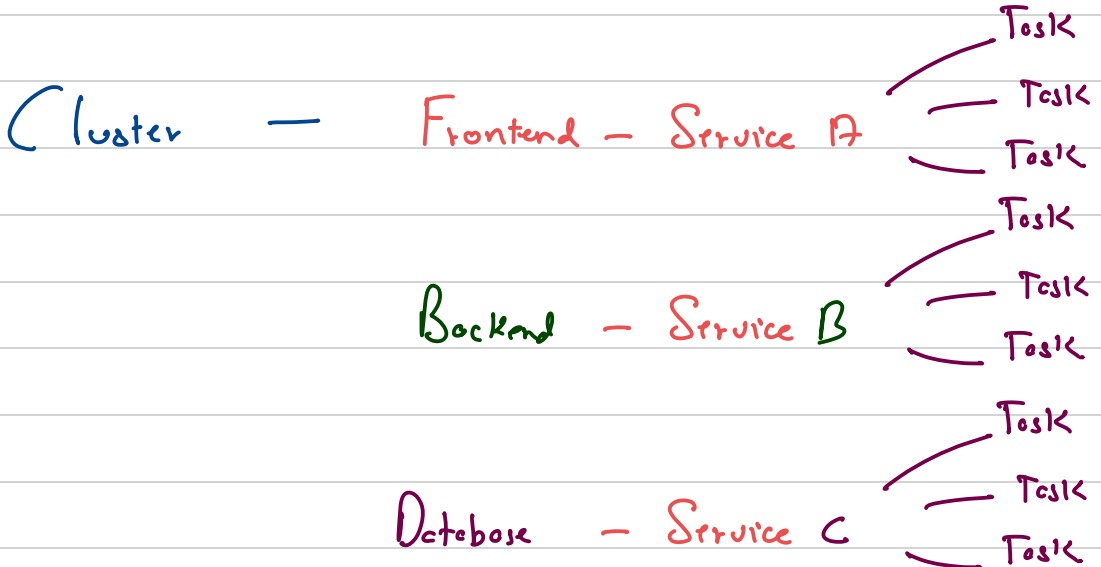 Task
Task
Cluster - Frontend - Service A
Task
Task
Task
Backend - Service B
Task
Task
Task
Database - Service C
Task